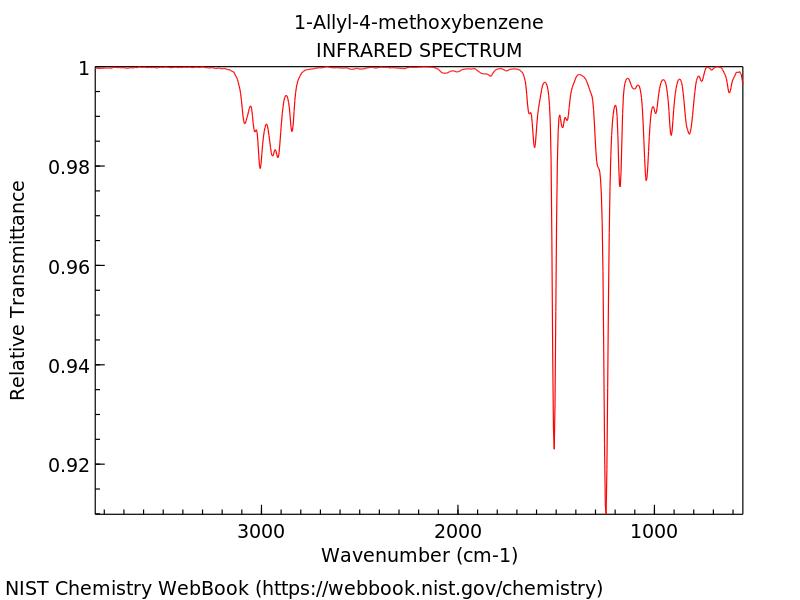 1-Allyl-4-methoxybenzene
INFRARED SPECTRUM
1
0.98
0.96
0.94
0.92
Relative Transmittance
3000 2000 1000
Wavenumber (cm-1)
NIST Chemistry WebBook (https://webbook.nist.gov/chemistry)